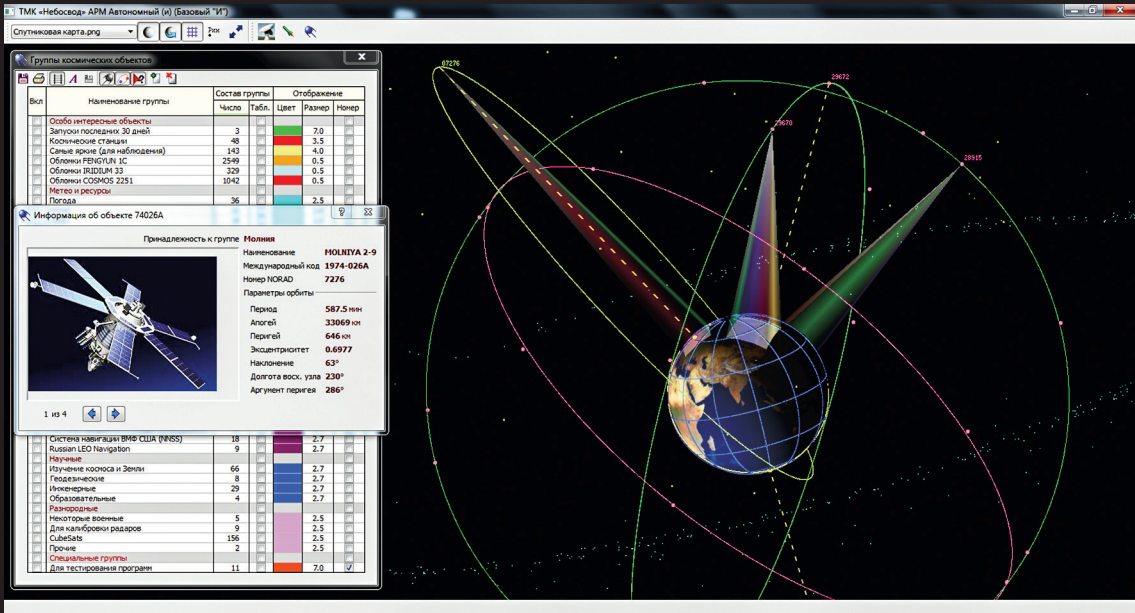 ТМК «Небосвод» АРМ Автономный (и) (Базовый "И")
Спутниковая карта.png
Группы космических объектов
Вкл Наименование группы Состав группы Отображение
Число Табл. Цвет Размер Номер
Особо интересные объекты
Запуски последних 30 дней 3 7.0
Космические станции 48 3.5
Самые яркие (для наблюдения) 143 4.0
Обломки FENGYUN 1C 2549 0.5
Обломки IRIDIUM 33 329 0.5
Обломки COSMOS 2251 1042 0.5
Метео и ресурсы
Погода 36 2.5
Информация об объекте 74026A
Принадлежность к группе Молния
Наименование MOLNIYA 2-9
Международный код 1974-026A
Номер NORAD 7276
Параметры орбиты
Период 587.5 мин
Апогей 33069 км
Перигей 646 км
Эксцентриситет 0.6977
Наклонение 63°
Долгота восх. узла 230°
Аргумент перигея 286°
1 из 4
Система навигации ВМФ США (NNSS) 18 2.7
Russian LEO Navigation 9 2.7
Научные
Изучение космоса и Земли 66 2.7
Геодезические 8 2.7
Инженерные 29 2.7
Образовательные 4 2.7
Разнородные
Некоторые военные 5 2.5
Для калибровки радаров 9 2.5
CubeSats 156 2.5
Прочие 2 2.5
Специальные группы
Для тестирования программ 11 7.0
07276
29672
29670
28915